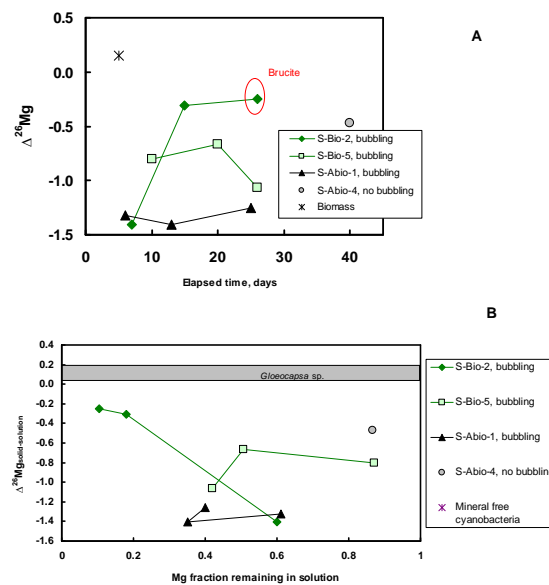 A
0.5
0.0
-0.5
-1.0
-1.5
Δ26Mg
Brucite
S-Bio-2, bubbling
S-Bio-5, bubbling
S-Abio-1, bubbling
S-Abio-4, no bubbling
Biomass
0 10 20 30 40 50
Elapsed time, days
B
0.4
0.2
0.0
-0.2
-0.4
-0.6
-0.8
-1.0
-1.2
-1.4
-1.6
Δ26Mgsolid-solution
Gloeocapsa sp.
S-Bio-2, bubbling
S-Bio-5, bubbling
S-Abio-1, bubbling
S-Abio-4, no bubblin
Mineral free
cyanobacteria
0 0.2 0.4 0.6 0.8 1
Mg fraction remaining in solution